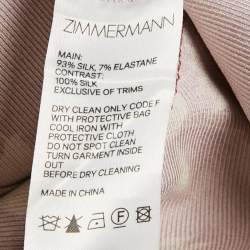 ZIMMERMANN
MAIN:
93% SILK, 7% ELASTANE
CONTRAST:
100% SILK
EXCLUSIVE OF TRIMS
DRY CLEAN ONLY CODE F
WITH PROTECTIVE BAG
COOL IRON WITH
PROTECTIVE CLOTH
DO NOT SPOT CLEAN
TURN GARMENT INSIDE
OUT
BEFORE DRY CLEANING
MADE IN CHINA
F